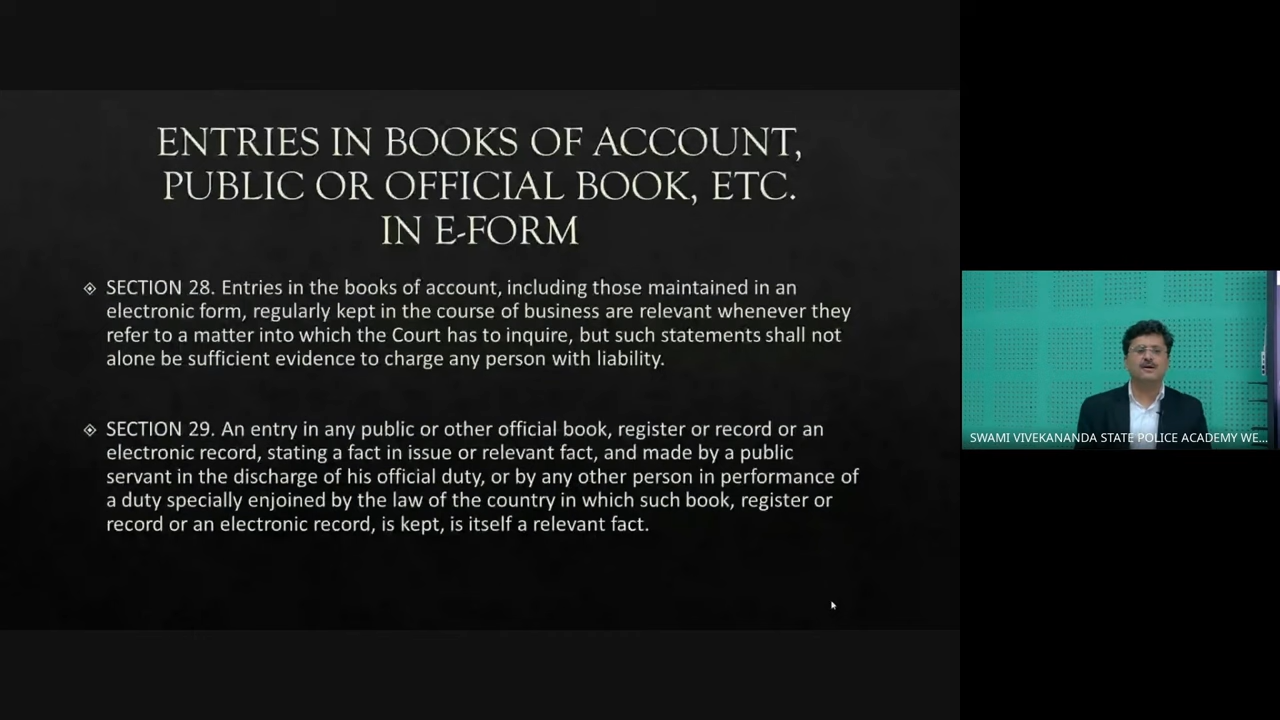 ENTRIES IN BOOKS OF ACCOUNT,
PUBLIC OR OFFICIAL BOOK, ETC.
IN E-FORM
SECTION 28. Entries in the books of account, including those maintained in an
electronic form, regularly kept in the course of business are relevant whenever they
refer to a matter into which the Court has to inquire, but such statements shall not
alone be sufficient evidence to charge any person with liability.
SECTION 29. An entry in any public or other official book, register or record or an
electronic record, stating a fact in issue or relevant fact, and made by a public
servant in the discharge of his official duty, or by any other person in performance of
a duty specially enjoined by the law of the country in which such book, register or
record or an electronic record, is kept, is itself a relevant fact.
SWAMI VIVEKANANDA STATE POLICE ACADEMY WE...